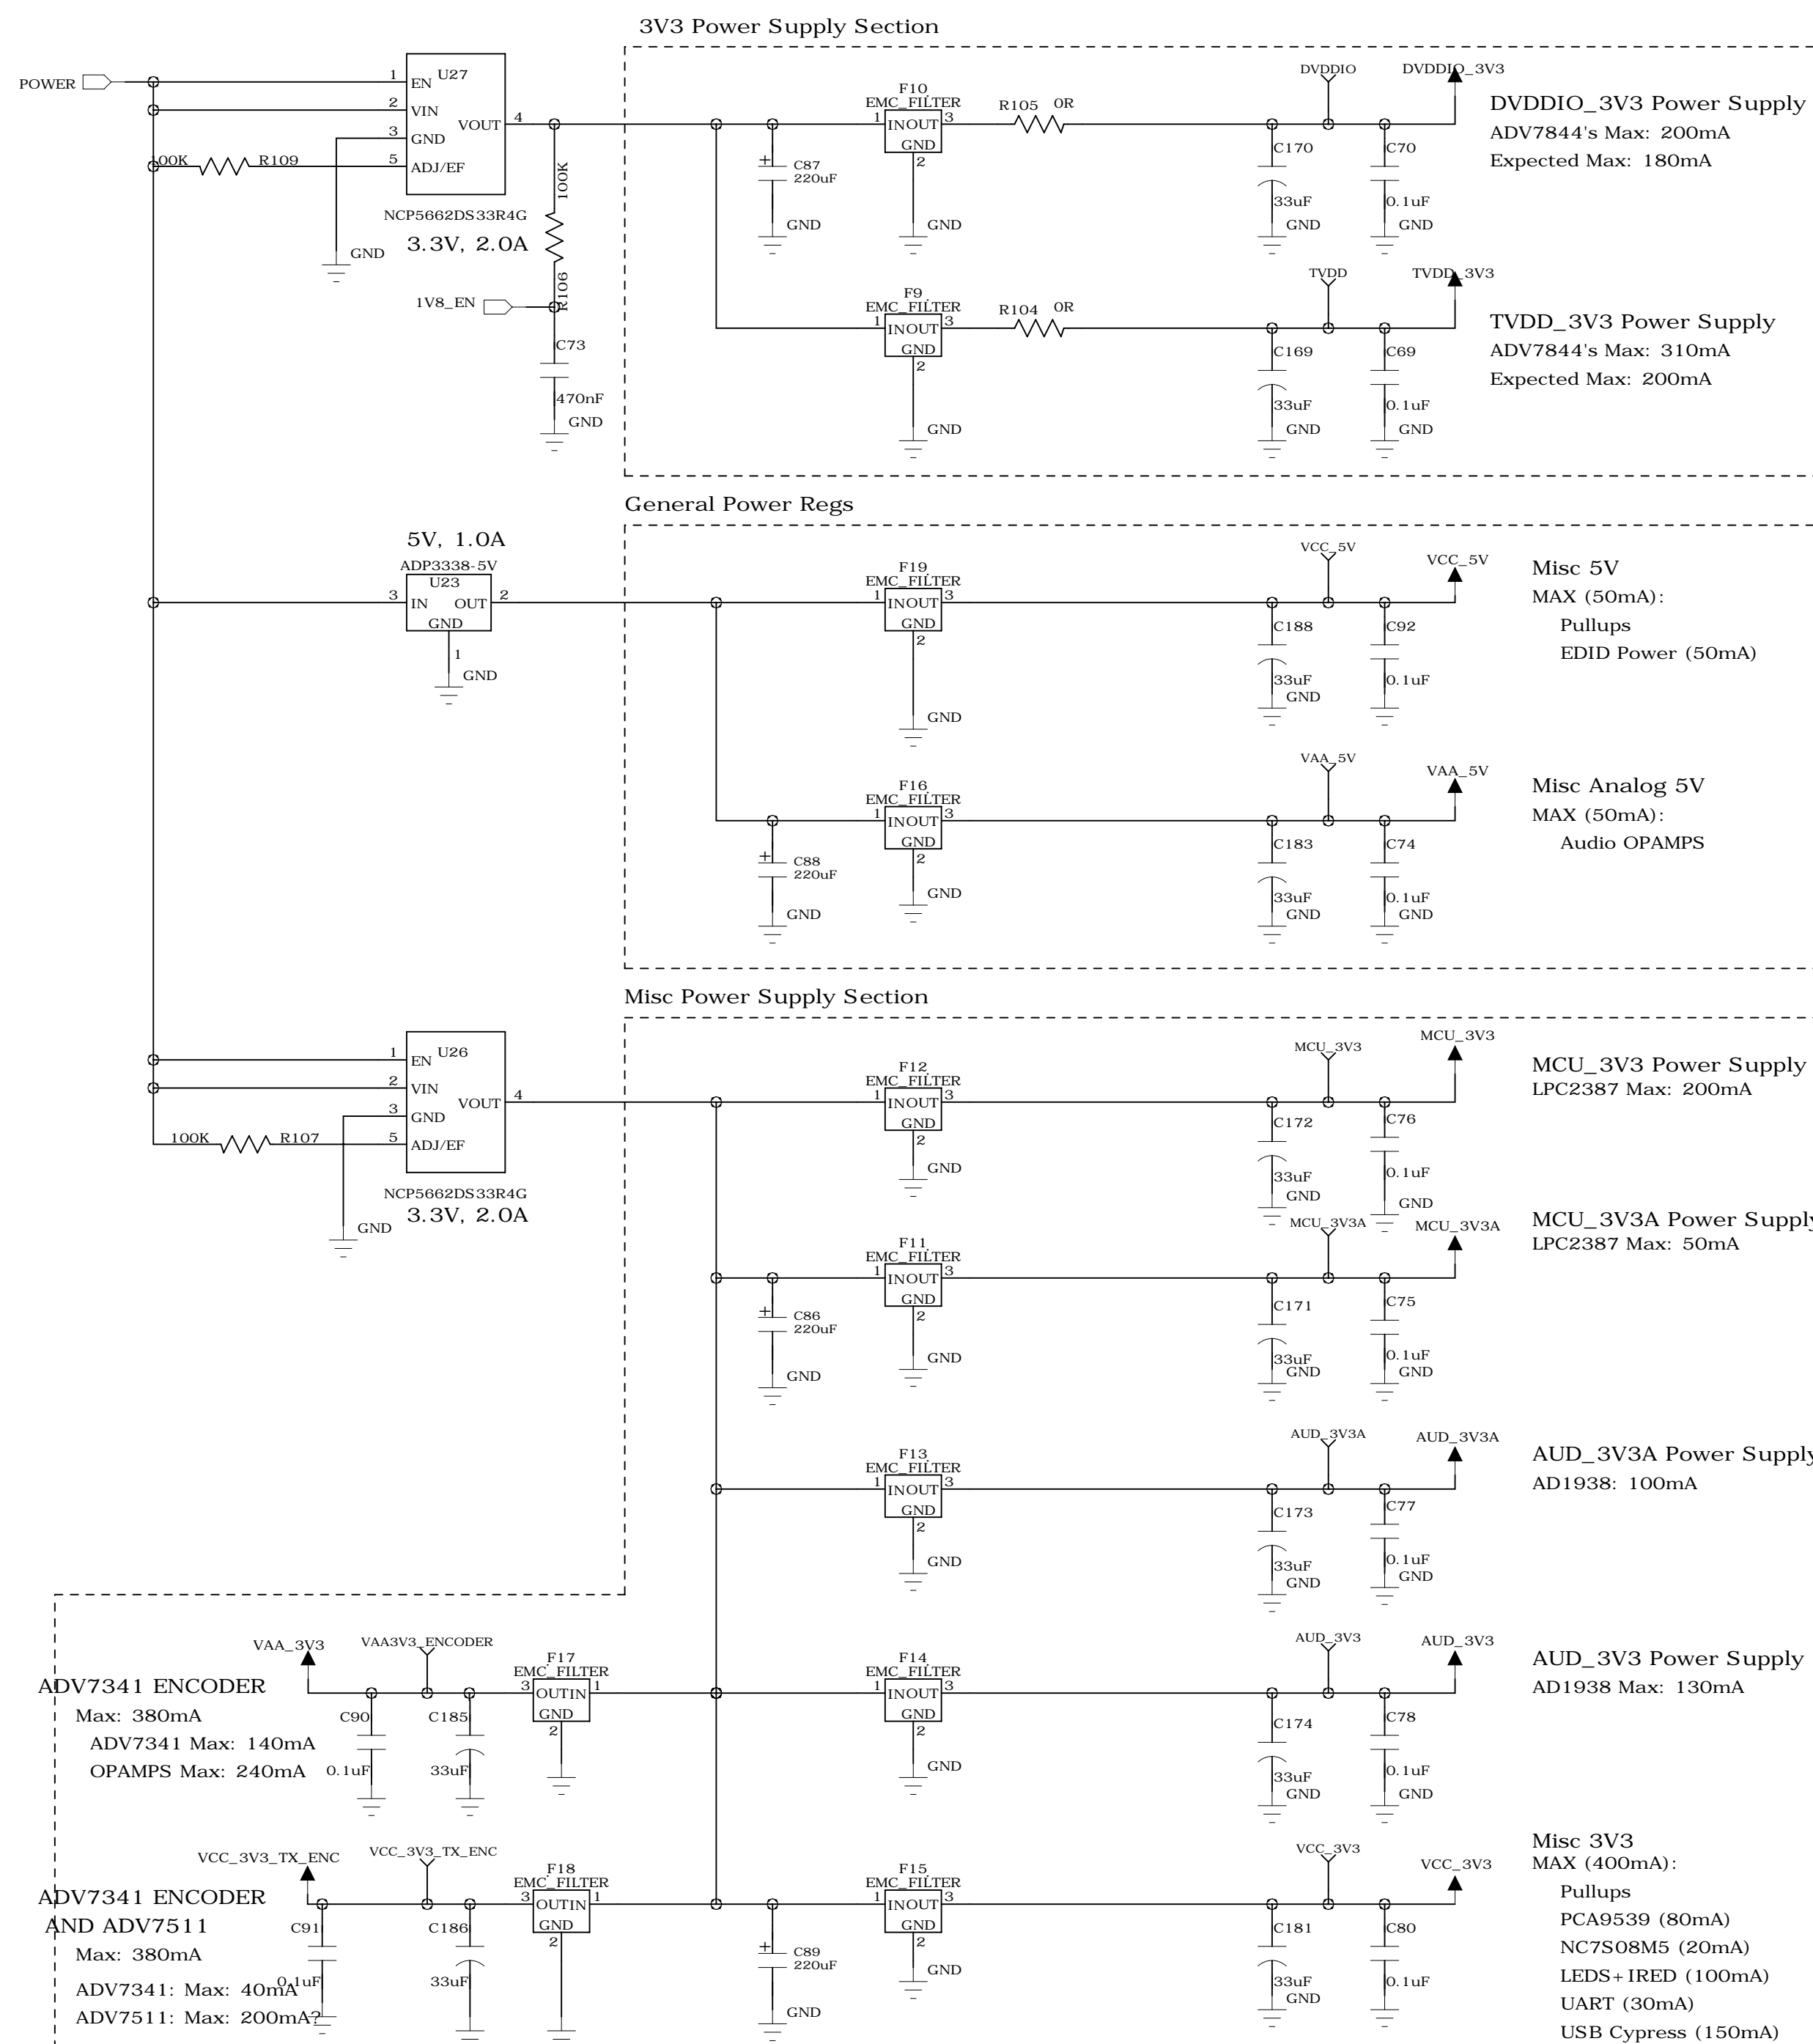 3V3 Power Supply Section
POWER
1
EN
U27
2
VIN
3
GND
VOUT
4
5
ADJ/EF
00K
R109
NCP5662DS33R4G
3.3V, 2.0A
GND
100K
R106
1V8_EN
C73
470nF
GND
C87
220uF
GND
F10
EMC_FILTER
1
INOUT
3
GND
2
GND
R105
0R
DVDDIO
DVDDIO_3V3
C170
33uF
GND
C70
0.1uF
GND
DVDDIO_3V3 Power Supply
ADV7844's Max: 200mA
Expected Max: 180mA
F9
EMC_FILTER
1
INOUT
3
GND
2
GND
R104
0R
TVDD
TVDD_3V3
C169
33uF
GND
C69
0.1uF
GND
TVDD_3V3 Power Supply
ADV7844's Max: 310mA
Expected Max: 200mA
General Power Regs
5V, 1.0A
ADP3338-5V
U23
3
IN
OUT
2
GND
1
GND
F19
EMC_FILTER
1
INOUT
3
GND
2
GND
VCC_5V
VCC_5V
C188
33uF
GND
C92
0.1uF
Misc 5V
MAX (50mA):
Pullups
EDID Power (50mA)
C88
220uF
GND
F16
EMC_FILTER
1
INOUT
3
GND
2
GND
VAA_5V
VAA_5V
C183
33uF
GND
C74
0.1uF
GND
Misc Analog 5V
MAX (50mA):
Audio OPAMPS
Misc Power Supply Section
1
EN
U26
2
VIN
3
GND
VOUT
4
5
ADJ/EF
100K
R107
NCP5662DS33R4G
3.3V, 2.0A
GND
F12
EMC_FILTER
1
INOUT
3
GND
2
GND
MCU_3V3
MCU_3V3
C172
33uF
GND
C76
0.1uF
GND
MCU_3V3 Power Supply
LPC2387 Max: 200mA
C86
220uF
GND
F11
EMC_FILTER
1
INOUT
3
GND
2
GND
MCU_3V3A
MCU_3V3A
C171
33uF
GND
C75
0.1uF
GND
MCU_3V3A Power Supply
LPC2387 Max: 50mA
F13
EMC_FILTER
1
INOUT
3
GND
2
GND
AUD_3V3A
AUD_3V3A
C173
33uF
GND
C77
0.1uF
GND
AUD_3V3A Power Supply
AD1938: 100mA
VAA_3V3
VAA3V3_ENCODER
ADV7341 ENCODER
Max: 380mA
ADV7341 Max: 140mA
OPAMPS Max: 240mA
C90
0.1uF
C185
33uF
F17
EMC_FILTER
3
OUTIN
1
GND
2
F14
EMC_FILTER
1
INOUT
3
GND
2
GND
AUD_3V3
AUD_3V3
C174
33uF
GND
C78
0.1uF
GND
AUD_3V3 Power Supply
AD1938 Max: 130mA
VCC_3V3_TX_ENC
VCC_3V3_TX_ENC
ADV7341 ENCODER
AND ADV7511
Max: 380mA
ADV7341: Max: 40mA
ADV7511: Max: 200mA?
C91
0.1uF
C186
33uF
F18
EMC_FILTER
3
OUTIN
1
GND
2
C89
220uF
GND
F15
EMC_FILTER
1
INOUT
3
GND
2
GND
VCC_3V3
VCC_3V3
C181
33uF
GND
C80
0.1uF
Misc 3V3
MAX (400mA):
Pullups
PCA9539 (80mA)
NC7S08M5 (20mA)
LEDS+IRED (100mA)
UART (30mA)
USB Cypress (150mA)